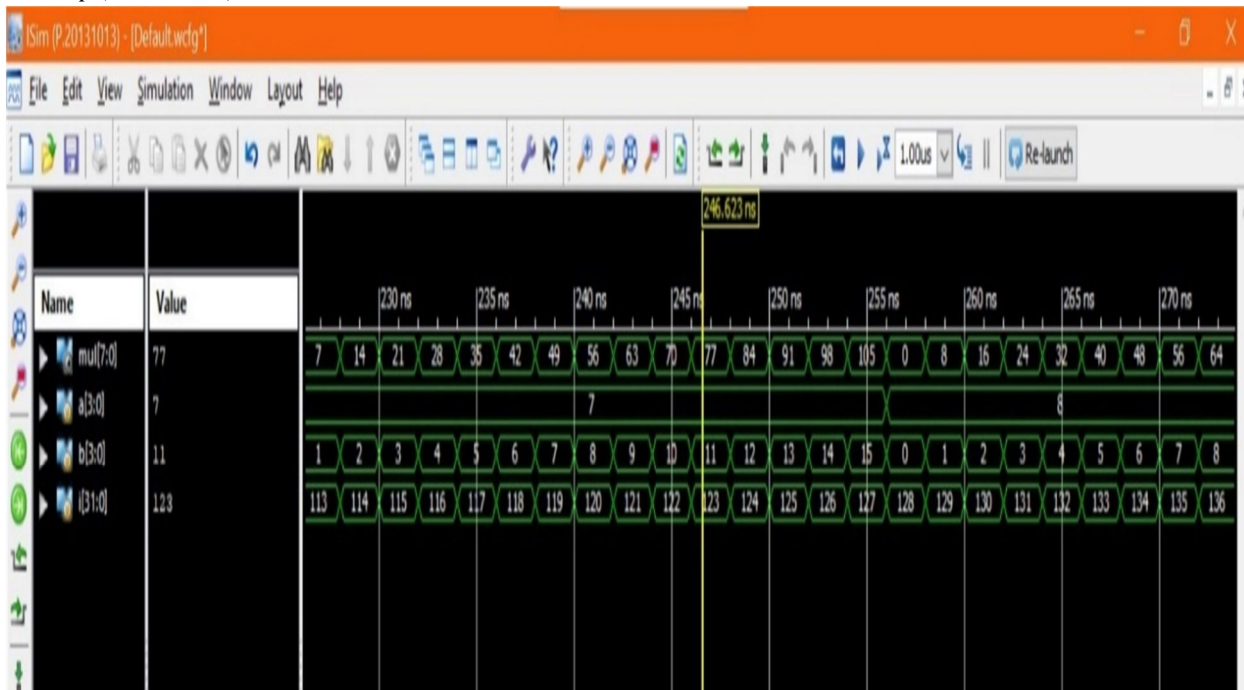 ISim (P.20131013) - [Default.wcfg*]
File Edit View Simulation Window Layout Help
1.00us Re-launch
246.623 ns
Name Value 230 ns 235 ns 240 ns 245 ns 250 ns 255 ns 260 ns 265 ns 270 ns
mul[7:0] 77 7 14 21 28 35 42 49 56 63 70 77 84 91 98 105 0 8 16 24 32 40 48 56 64
a[3:0] 7 7 8
b[3:0] 11 1 2 3 4 5 6 7 8 9 10 11 12 13 14 15 0 1 2 3 4 5 6 7 8
i[31:0] 123 113 114 115 116 117 118 119 120 121 122 123 124 125 126 127 128 129 130 131 132 133 134 135 136